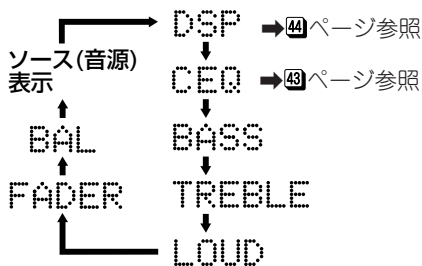 DSP ➡44ページ参照
ソース(音源)
表示
CEQ ➡43ページ参照
BAL
BASS
FADER
TREBLE
LOUD